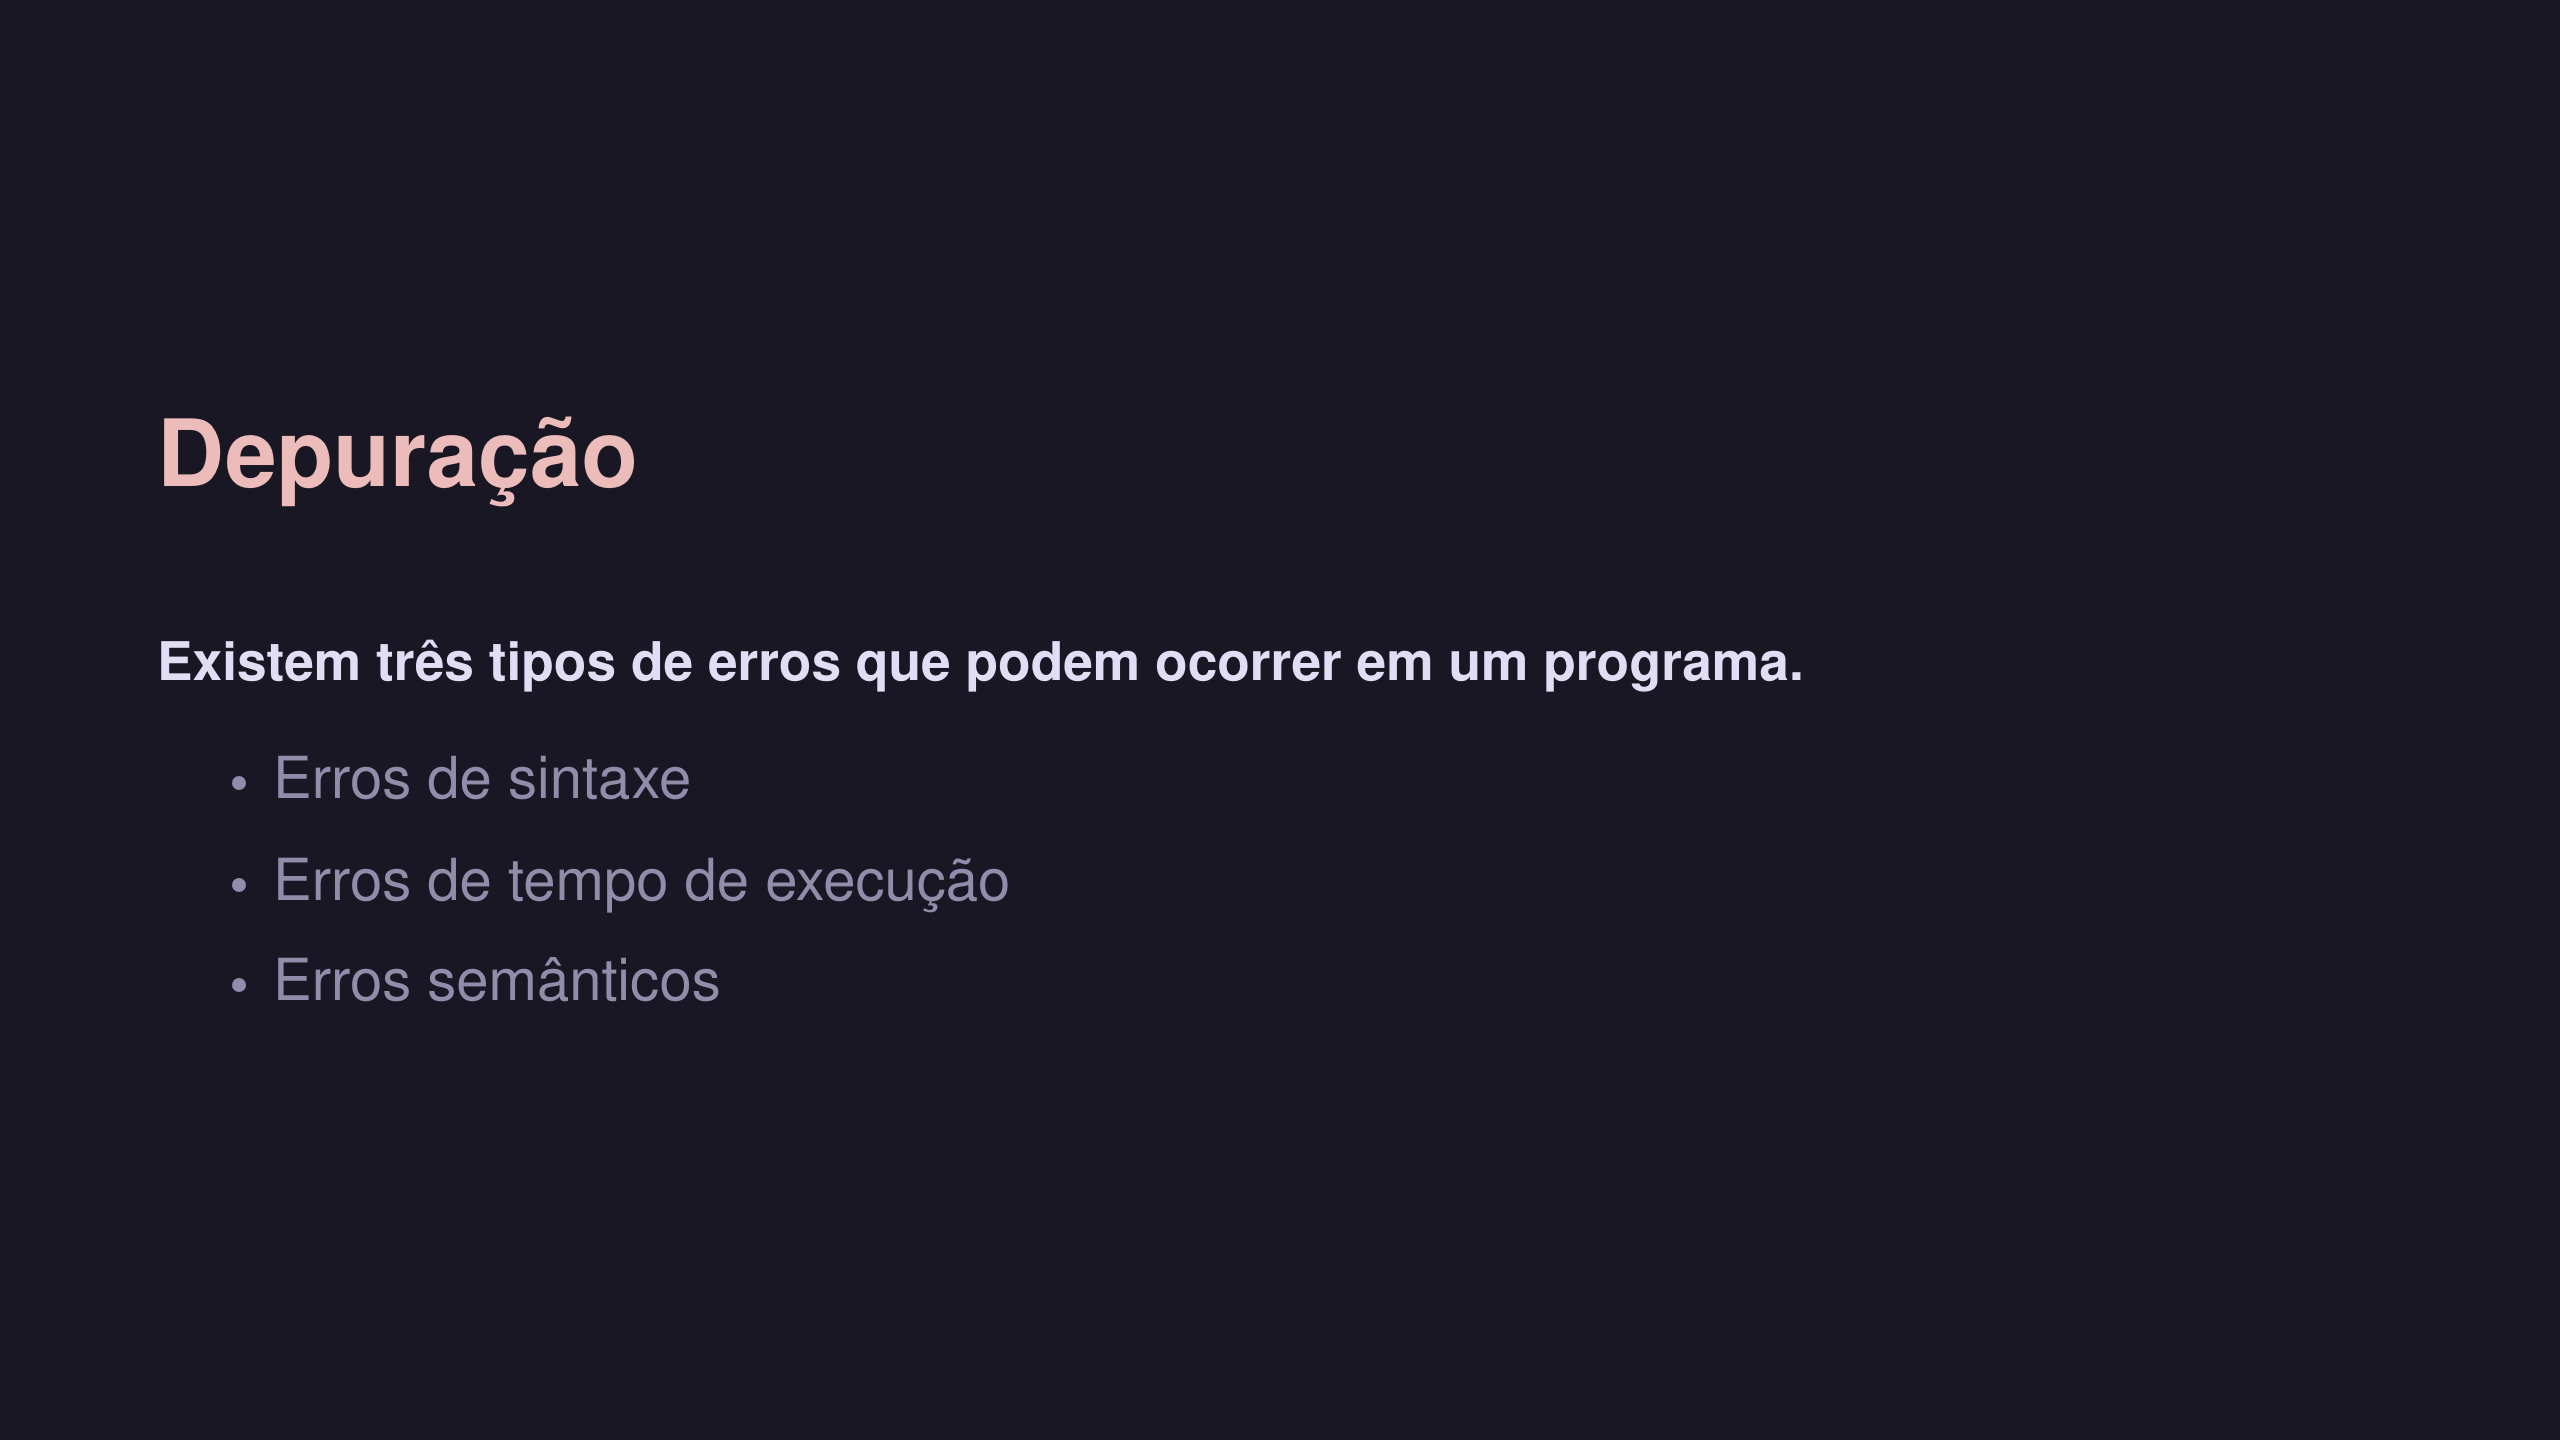 Depuração
Existem três tipos de erros que podem ocorrer em um programa.
• Erros de sintaxe
• Erros de tempo de execução
• Erros semânticos